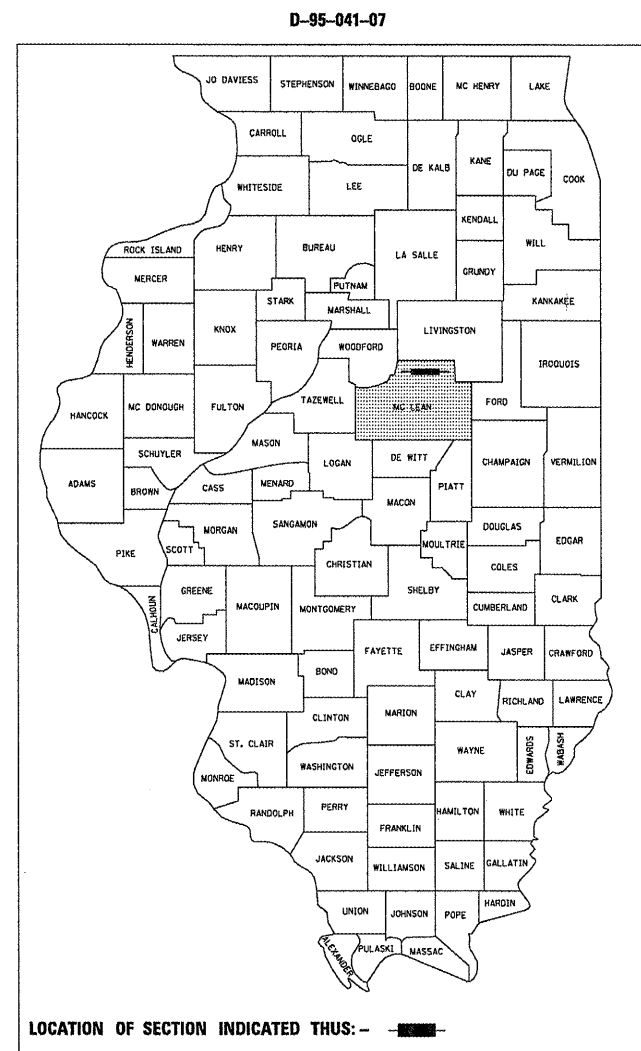 D-95-041-07
JO DAVIESS
STEPHENSON
WINNEBAGO
BOONE
MC HENRY
LAKE
CARROLL
OGLE
DE KALB
KANE
DU PAGE
COOK
WHITESIDE
LEE
KENDALL
WILL
ROCK ISLAND
HENRY
BUREAU
LA SALLE
GRUNDY
MERCER
PUTNAM
STARK
MARSHALL
KANKAKEE
HENDERSON
WARREN
KNOX
PEORIA
WOODFORD
LIVINGSTON
IROQUOIS
HANCOCK
MC DONOUGH
FULTON
TAZEWELL
MC LEAN
FORD
SCHUYLER
MASON
LOGAN
DE WITT
CHAMPAIGN
VERMILION
ADAMS
BROWN
CASS
MENARD
PIATT
MACON
MORGAN
SANGAMON
DOUGLAS
EDGAR
PIKE
SCOTT
CHRISTIAN
MOULTRIE
COLES
GREENE
MACOUPIN
MONTGOMERY
SHELBY
CUMBERLAND
CLARK
CALHOUN
JERSEY
FAYETTE
EFFINGHAM
JASPER
CRAWFORD
MADISON
BOND
CLAY
RICHLAND
LAWRENCE
CLINTON
MARION
ST. CLAIR
WAYNE
EDWARDS
WABASH
MONROE
WASHINGTON
JEFFERSON
RANDOLPH
PERRY
HAMILTON
WHITE
FRANKLIN
JACKSON
WILLIAMSON
SALINE
GALLATIN
UNION
JOHNSON
POPE
HARDIN
ALEXANDER
PULASKI
MASSAC
LOCATION OF SECTION INDICATED THUS: -